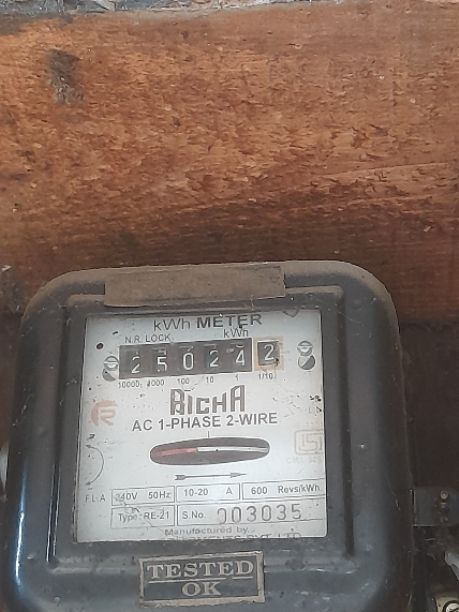 kWh METER
N.R. LOCK kWh
2 5 0 2 4 2
10000 1000 100 10 1 1/10
RICHA
AC 1-PHASE 2-WIRE
F.L.A 240V 50Hz 10-20 A 600 Revs/kWh
Type: RE-21 S.No. 003035
Manufactured by
PVT. LTD
TESTED
OK